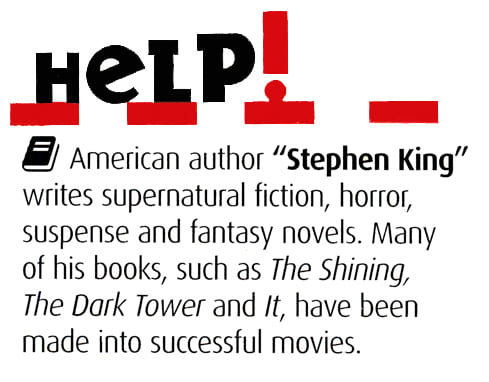 HeLP!
American author “Stephen King”
writes supernatural fiction, horror,
suspense and fantasy novels. Many
of his books, such as The Shining,
The Dark Tower and It, have been
made into successful movies.